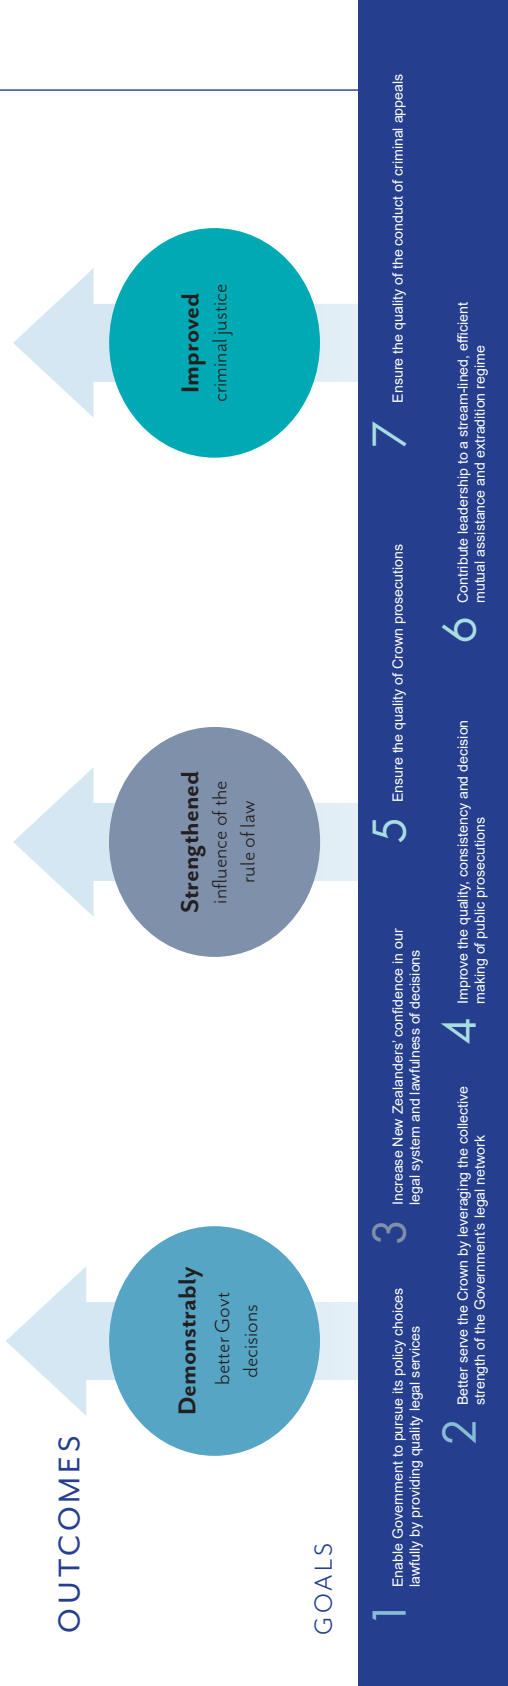 OUTCOMES
Demonstrably
better Govt
decisions
Strengthened
influence of the
rule of law
Improved
criminal justice
GOALS
1
Enable Government to pursue its policy choices
lawfully by providing quality legal services
2
Better serve the Crown by leveraging the collective
strength of the Government's legal network
3
Increase New Zealanders' confidence in our
legal system and lawfulness of decisions
4
Improve the quality, consistency and decision
making of public prosecutions
5
Ensure the quality of Crown prosecutions
6
Contribute leadership to a stream-lined, efficient
mutual assistance and extradition regime
7
Ensure the quality of the conduct of criminal appeals